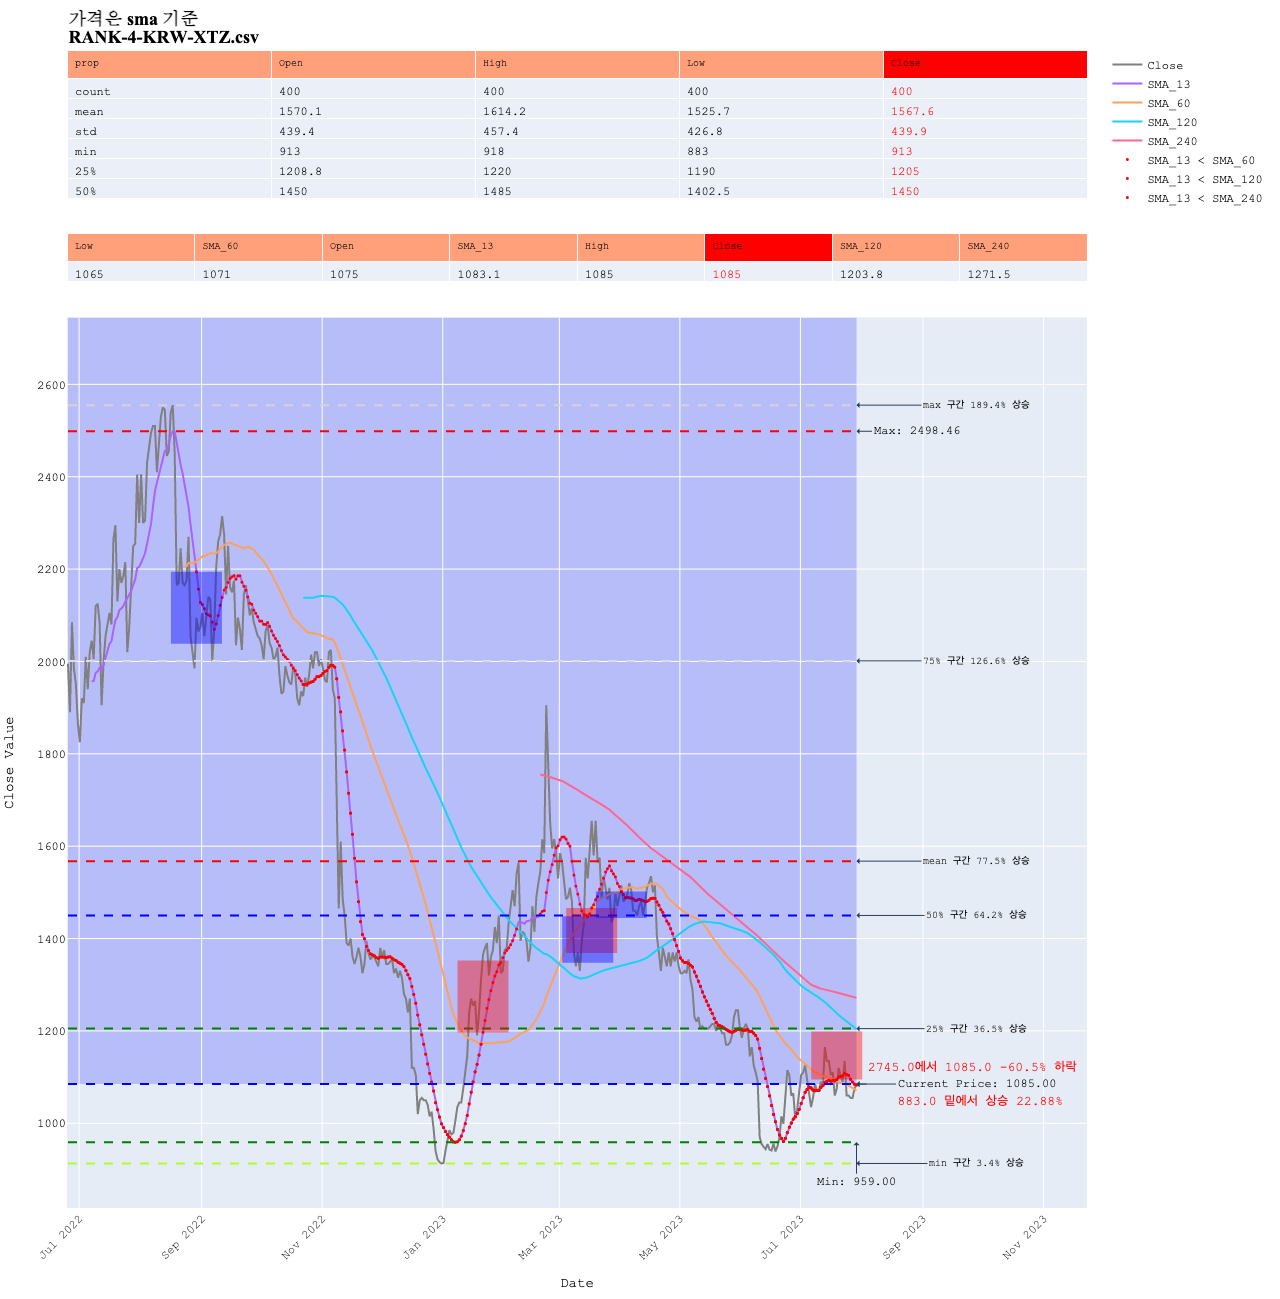 가격은 sma 기준
RANK-4-KRW-XTZ.csv
prop Open High Low Close
count 400 400 400 400
mean 1570.1 1614.2 1525.7 1567.6
std 439.4 457.4 426.8 439.9
min 913 918 883 913
25% 1208.8 1220 1190 1205
50% 1450 1485 1402.5 1450
Close
SMA_13
SMA_60
SMA_120
SMA_240
SMA_13 < SMA_60
SMA_13 < SMA_120
SMA_13 < SMA_240
Low SMA_60 Open SMA_13 High Close SMA_120 SMA_240
1065 1071 1075 1083.1 1085 1085 1203.8 1271.5
Close Value
2600
2400
2200
2000
1800
1600
1400
1200
1000
max 구간 189.4% 상승
Max: 2498.46
75% 구간 126.6% 상승
mean 구간 77.5% 상승
50% 구간 64.2% 상승
25% 구간 36.5% 상승
2745.0에서 1085.0 -60.5% 하락
Current Price: 1085.00
883.0 밑에서 상승 22.88%
min 구간 3.4% 상승
Min: 959.00
Jul 2022
Sep 2022
Nov 2022
Jan 2023
Mar 2023
May 2023
Jul 2023
Sep 2023
Nov 2023
Date